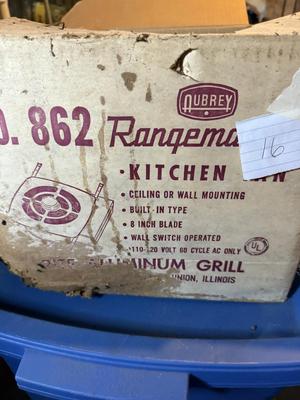 AUBREY
O. 862 Rangema
16
• KITCHEN
• CEILING OR WALL MOUNTING
• BUILT-IN TYPE
• 8 INCH BLADE
• WALL SWITCH OPERATED
• 110-120 VOLT 60 CYCLE AC ONLY
UL
ALUMINUM GRILL
UNION, ILLINOIS